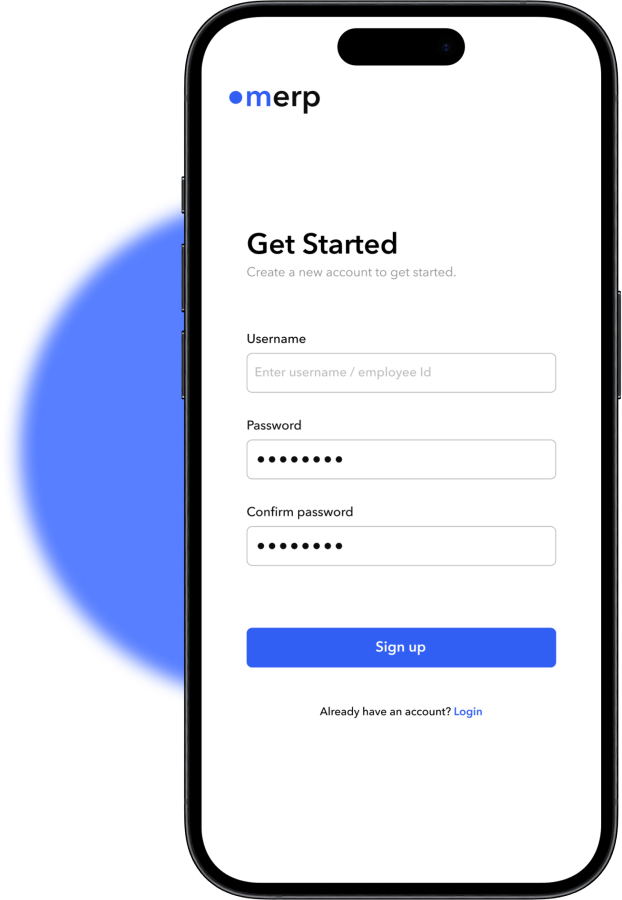 merp
Get Started
Create a new account to get started.
Username
Enter username / employee Id
Password
Confirm password
Sign up
Already have an account? Login